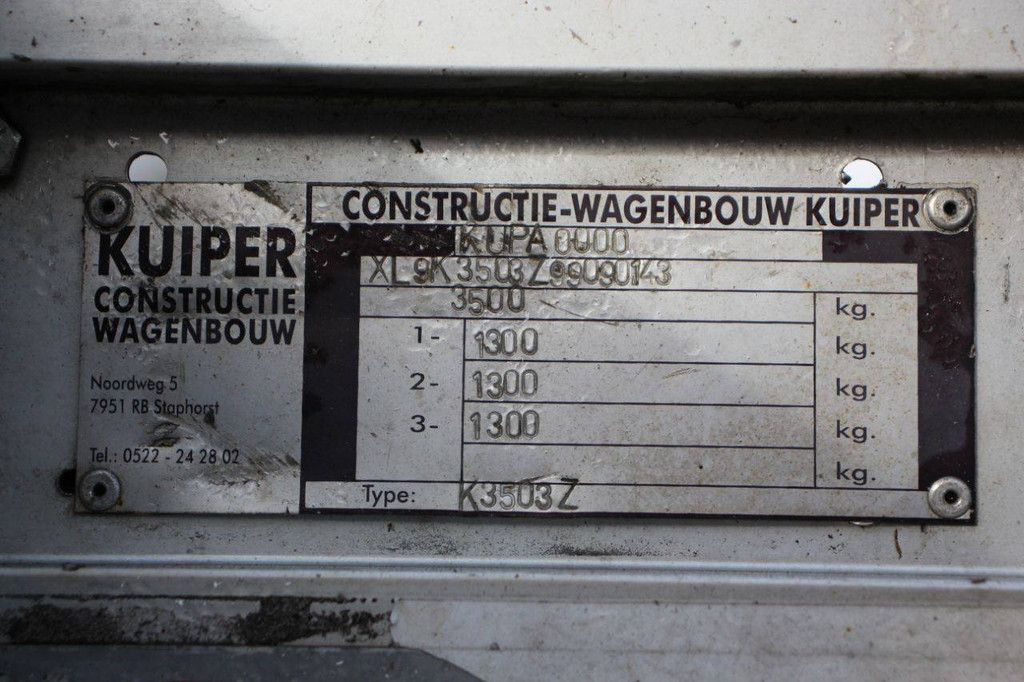 KUIPER
CONSTRUCTIE
WAGENBOUW
Noordweg 5
7951 RB Staphorst
Tel.: 0522 - 24 28 02
CONSTRUCTIE-WAGENBOUW KUIPER
KUPA0000
XL9K3503Z99090143
3500 kg.
1- 1300 kg.
2- 1300 kg.
3- 1300 kg.
kg.
Type: K3503Z